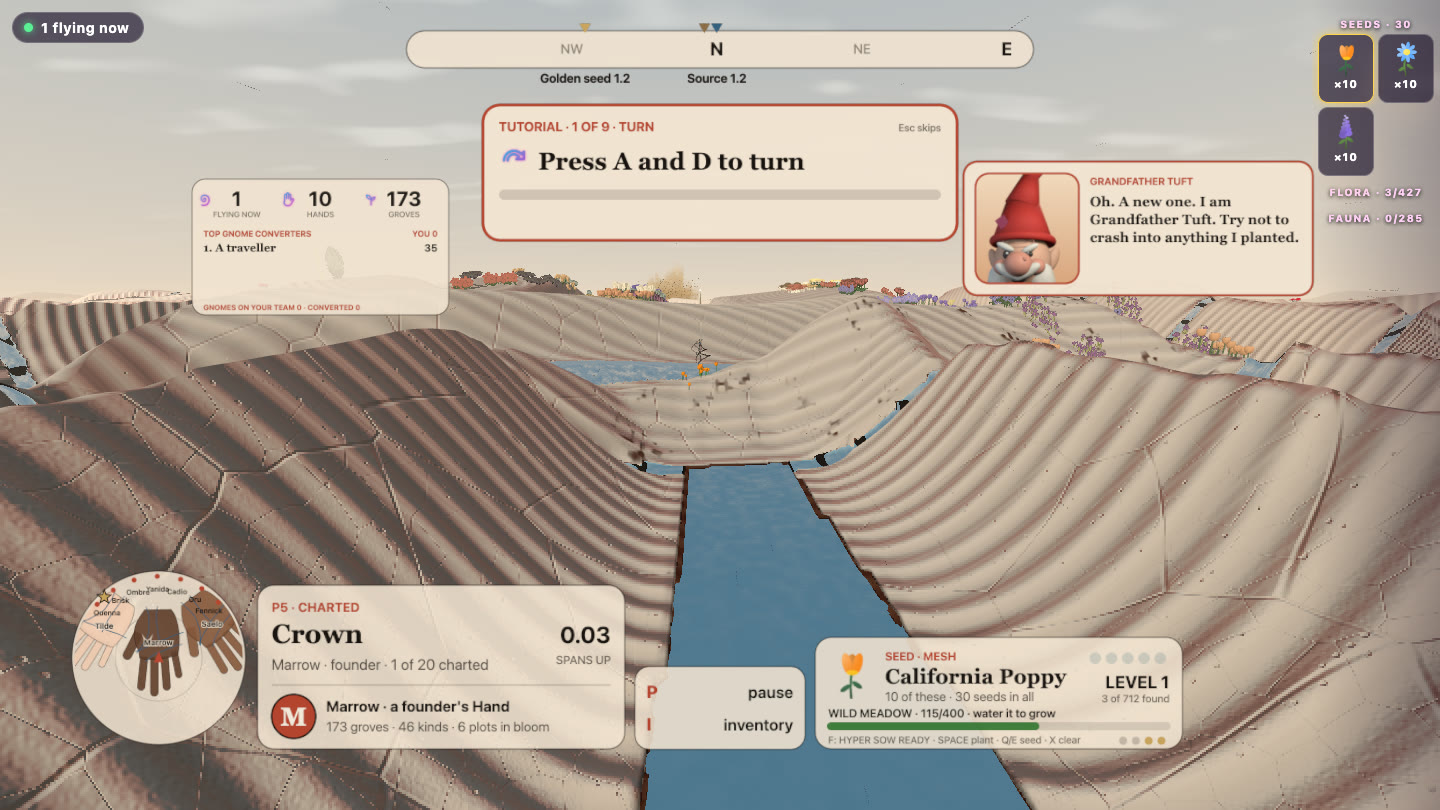 1 flying now
NW
N
NE
E
Golden seed 1.2
Source 1.2
SEEDS · 30
×10
×10
×10
FLORA · 3/427
FAUNA · 0/285
TUTORIAL · 1 OF 9 · TURN
Esc skips
Press A and D to turn
GRANDFATHER TUFT
Oh. A new one. I am
Grandfather Tuft. Try not to
crash into anything I planted.
1
FLYING NOW
10
HANDS
173
GROVES
TOP GNOME CONVERTERS
YOU 0
1. A traveller
35
GNOMES ON YOUR TEAM 0 · CONVERTED 0
Ombre
Yanida
Cadio
Brisk
Oru
Quenna
Fennick
Tilde
Saelo
Marrow
P5 · CHARTED
Crown
0.03
SPANS UP
Marrow · founder · 1 of 20 charted
M
Marrow · a founder's Hand
173 groves · 46 kinds · 6 plots in bloom
P
pause
I
inventory
SEED · MESH
California Poppy
LEVEL 1
10 of these · 30 seeds in all
3 of 712 found
WILD MEADOW · 115/400 · water it to grow
F: HYPER SOW READY · SPACE plant · Q/E seed · X clear